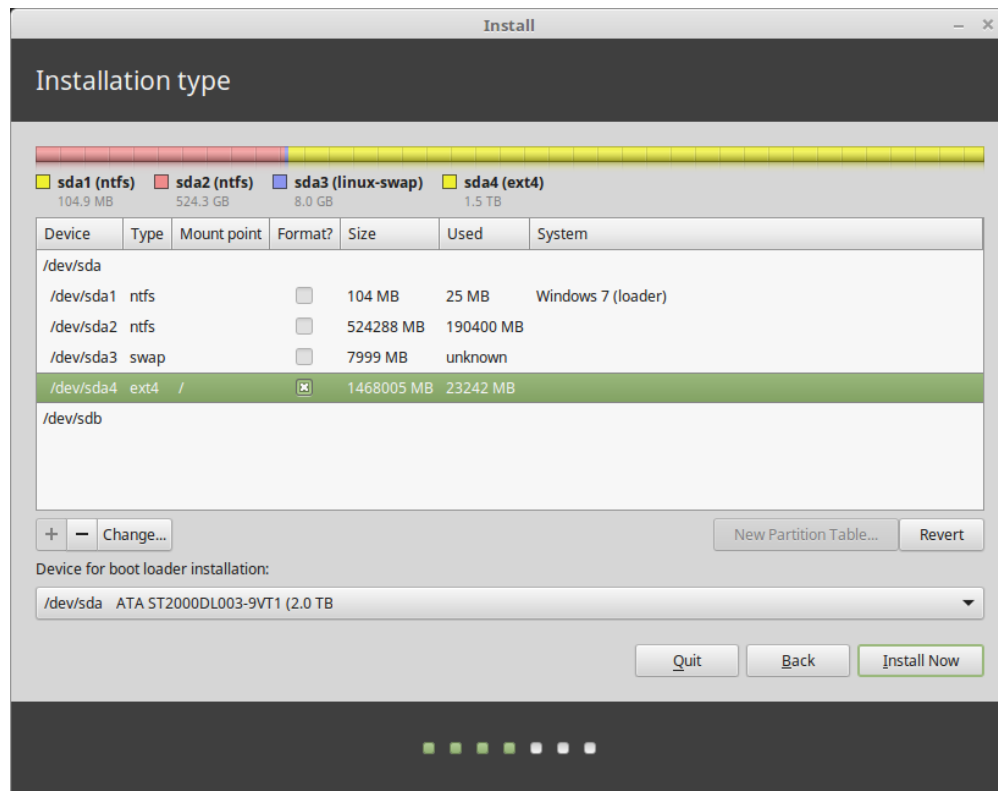 Install
Installation type
sda1 (ntfs) sda2 (ntfs) sda3 (linux-swap) sda4 (ext4)
104.9 MB 524.3 GB 8.0 GB 1.5 TB
Device Type Mount point Format? Size Used System
/dev/sda
/dev/sda1 ntfs 104 MB 25 MB Windows 7 (loader)
/dev/sda2 ntfs 524288 MB 190400 MB
/dev/sda3 swap 7999 MB unknown
/dev/sda4 ext4 / 1468005 MB 23242 MB
/dev/sdb
+ − Change... New Partition Table... Revert
Device for boot loader installation:
/dev/sda ATA ST2000DL003-9VT1 (2.0 TB
Quit Back Install Now